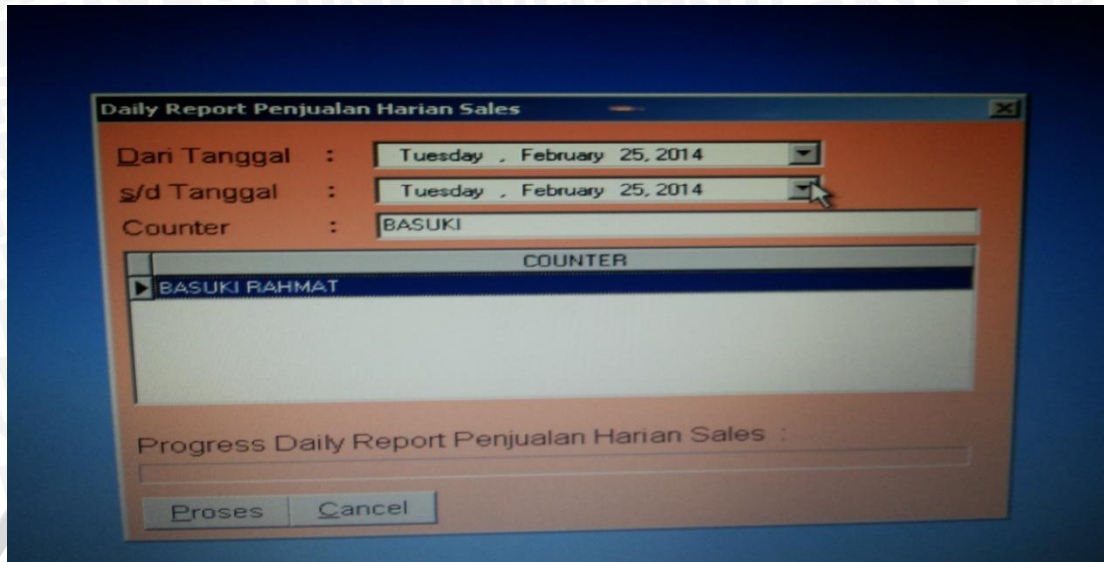 Daily Report Penjualan Harian Sales
Dari Tanggal : Tuesday , February 25, 2014
s/d Tanggal : Tuesday , February 25, 2014
Counter : BASUKI
COUNTER
BASUKI RAHMAT
Progress Daily Report Penjualan Harian Sales :
Proses Cancel